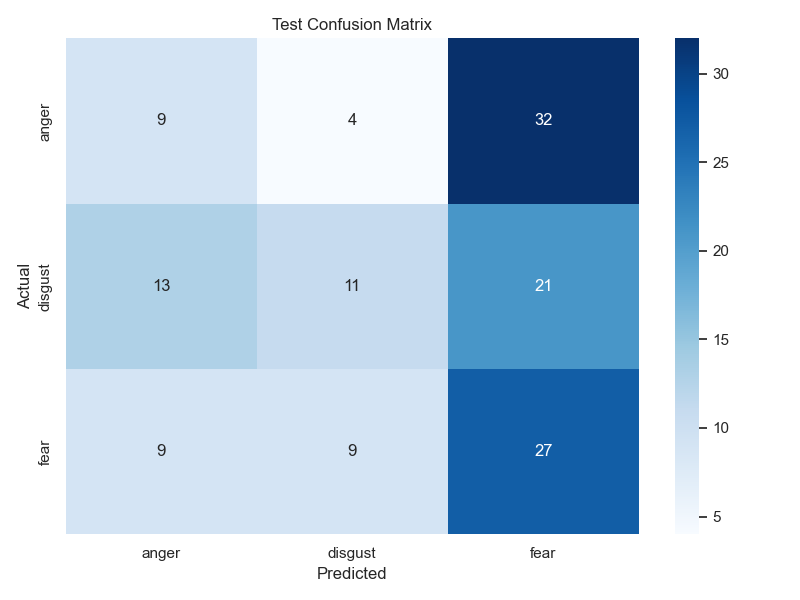 Test Confusion Matrix
Actual
anger
9 4 32
disgust
13 11 21
fear
9 9 27
anger disgust fear
Predicted
30
25
20
15
10
5